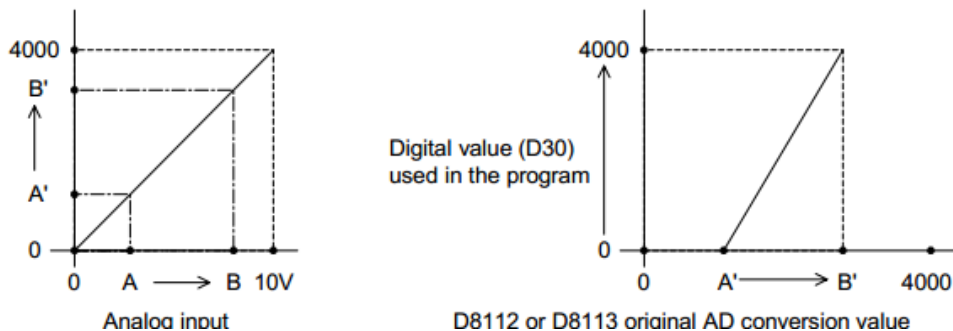 4000
B'
A'
0
0 A B 10V
Analog input
4000
Digital value (D30)
used in the program
0
0 A' B' 4000
D8112 or D8113 original AD conversion value